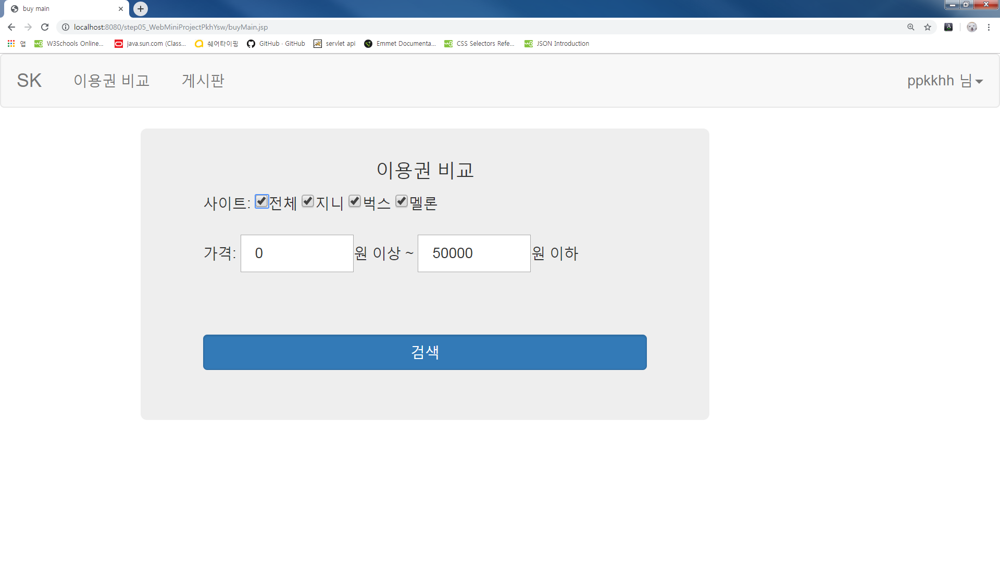 buy main
localhost:8080/step05_WebMiniProjectPkhYsw/buyMain.jsp
앱 W3Schools Online... java.sun.com (Class... 쉐어타이핑 GitHub · GitHub servlet api Emmet Documenta... CSS Selectors Refe... JSON Introduction
SK 이용권 비교 게시판 ppkkhh 님
이용권 비교
사이트: 전체 지니 벅스 멜론
가격: 0 원 이상 ~ 50000 원 이하
검색